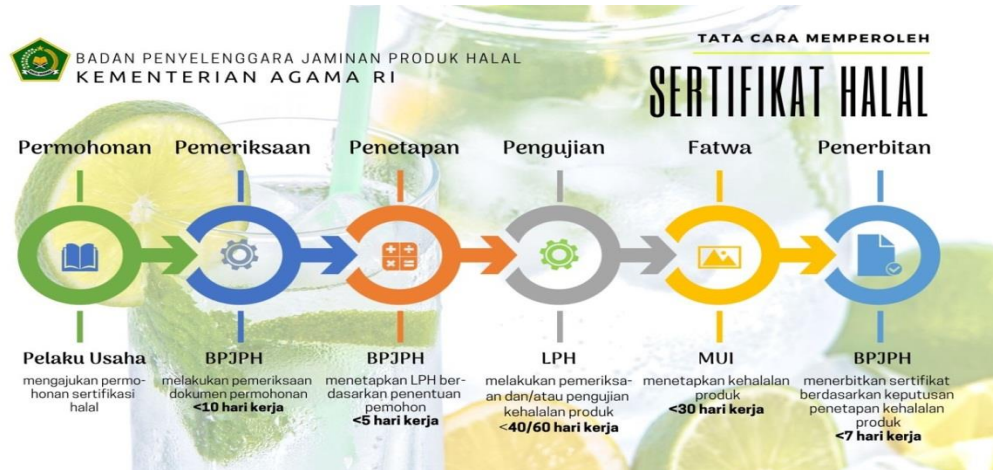 BADAN PENYELENGGARA JAMINAN PRODUK HALAL
KEMENTERIAN AGAMA RI
TATA CARA MEMPEROLEH
SERTIFIKAT HALAL
Permohonan
Pemeriksaan
Penetapan
Pengujian
Fatwa
Penerbitan
Pelaku Usaha
mengajukan permo-
honan sertifikasi
halal
BPJPH
melakukan pemeriksaan
dokumen permohonan
<10 hari kerja
BPJPH
menetapkan LPH ber-
dasarkan penentuan
pemohon
<5 hari kerja
LPH
melakukan pemeriksa-
an dan/atau pengujian
kehalalan produk
<40/60 hari kerja
MUI
menetapkan kehalalan
produk
<30 hari kerja
BPJPH
menerbitkan sertifikat
berdasarkan keputusan
penetapan kehalalan
produk
<7 hari kerja